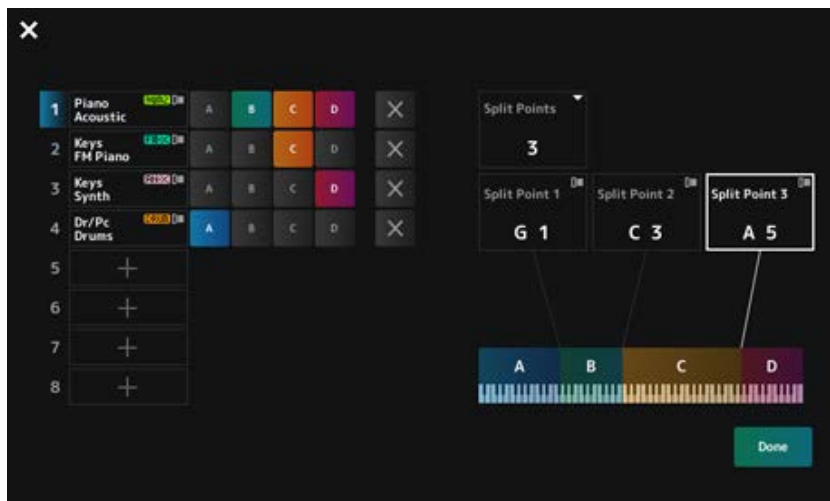 1 Piano Acoustic A B C D
2 Keys FM Piano A B C D
3 Keys Synth A B C D
4 Dr/Pc Drums A B C D
5 +
6 +
7 +
8 +
Split Points
3
Split Point 1 Split Point 2 Split Point 3
G 1 C 3 A 5
A B C D
Done